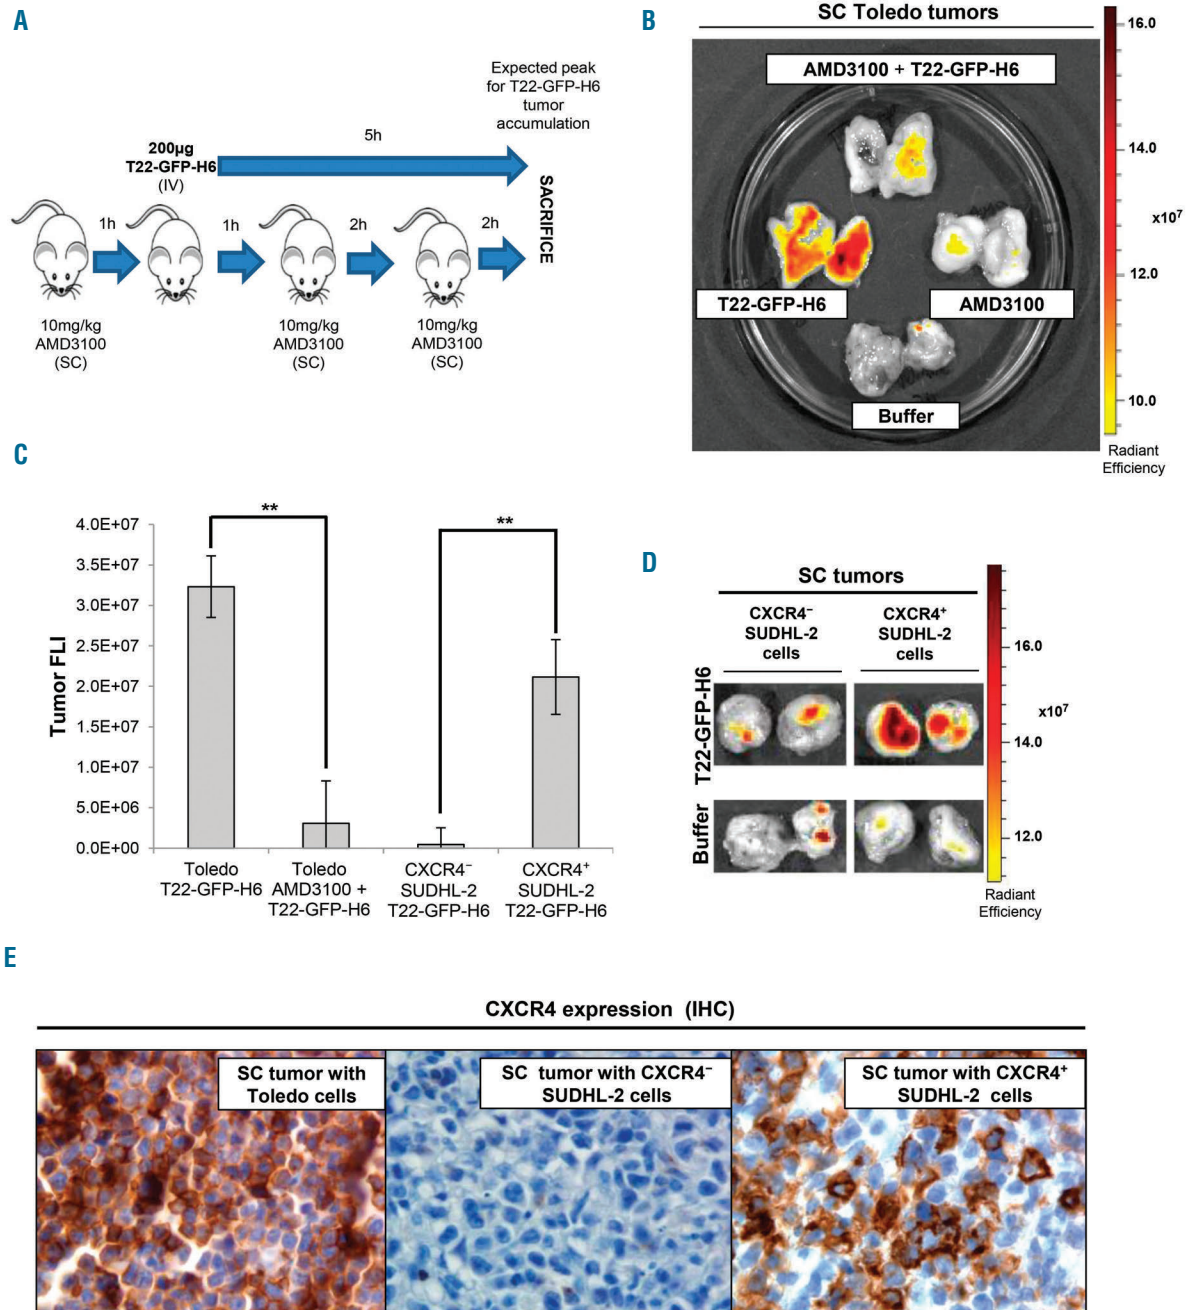 A
Expected peak
for T22-GFP-H6
tumor
accumulation
5h
200µg
T22-GFP-H6
(IV)
SACRIFICE
1h
1h
2h
2h
10mg/kg
AMD3100
(SC)
10mg/kg
AMD3100
(SC)
10mg/kg
AMD3100
(SC)
B
SC Toledo tumors
AMD3100 + T22-GFP-H6
T22-GFP-H6
AMD3100
Buffer
16.0
14.0
x10⁷
12.0
10.0
Radiant
Efficiency
C
Tumor FLI
4.0E+07
3.5E+07
3.0E+07
2.5E+07
2.0E+07
1.5E+07
1.0E+07
5.0E+06
0.0E+00
**
**
Toledo
T22-GFP-H6
Toledo
AMD3100 +
T22-GFP-H6
CXCR4⁻
SUDHL-2
T22-GFP-H6
CXCR4⁺
SUDHL-2
T22-GFP-H6
D
SC tumors
CXCR4⁻
SUDHL-2
cells
CXCR4⁺
SUDHL-2
cells
T22-GFP-H6
Buffer
16.0
x10⁷
14.0
12.0
Radiant
Efficiency
E
CXCR4 expression (IHC)
SC tumor with
Toledo cells
SC tumor with CXCR4⁻
SUDHL-2 cells
SC tumor with CXCR4⁺
SUDHL-2 cells